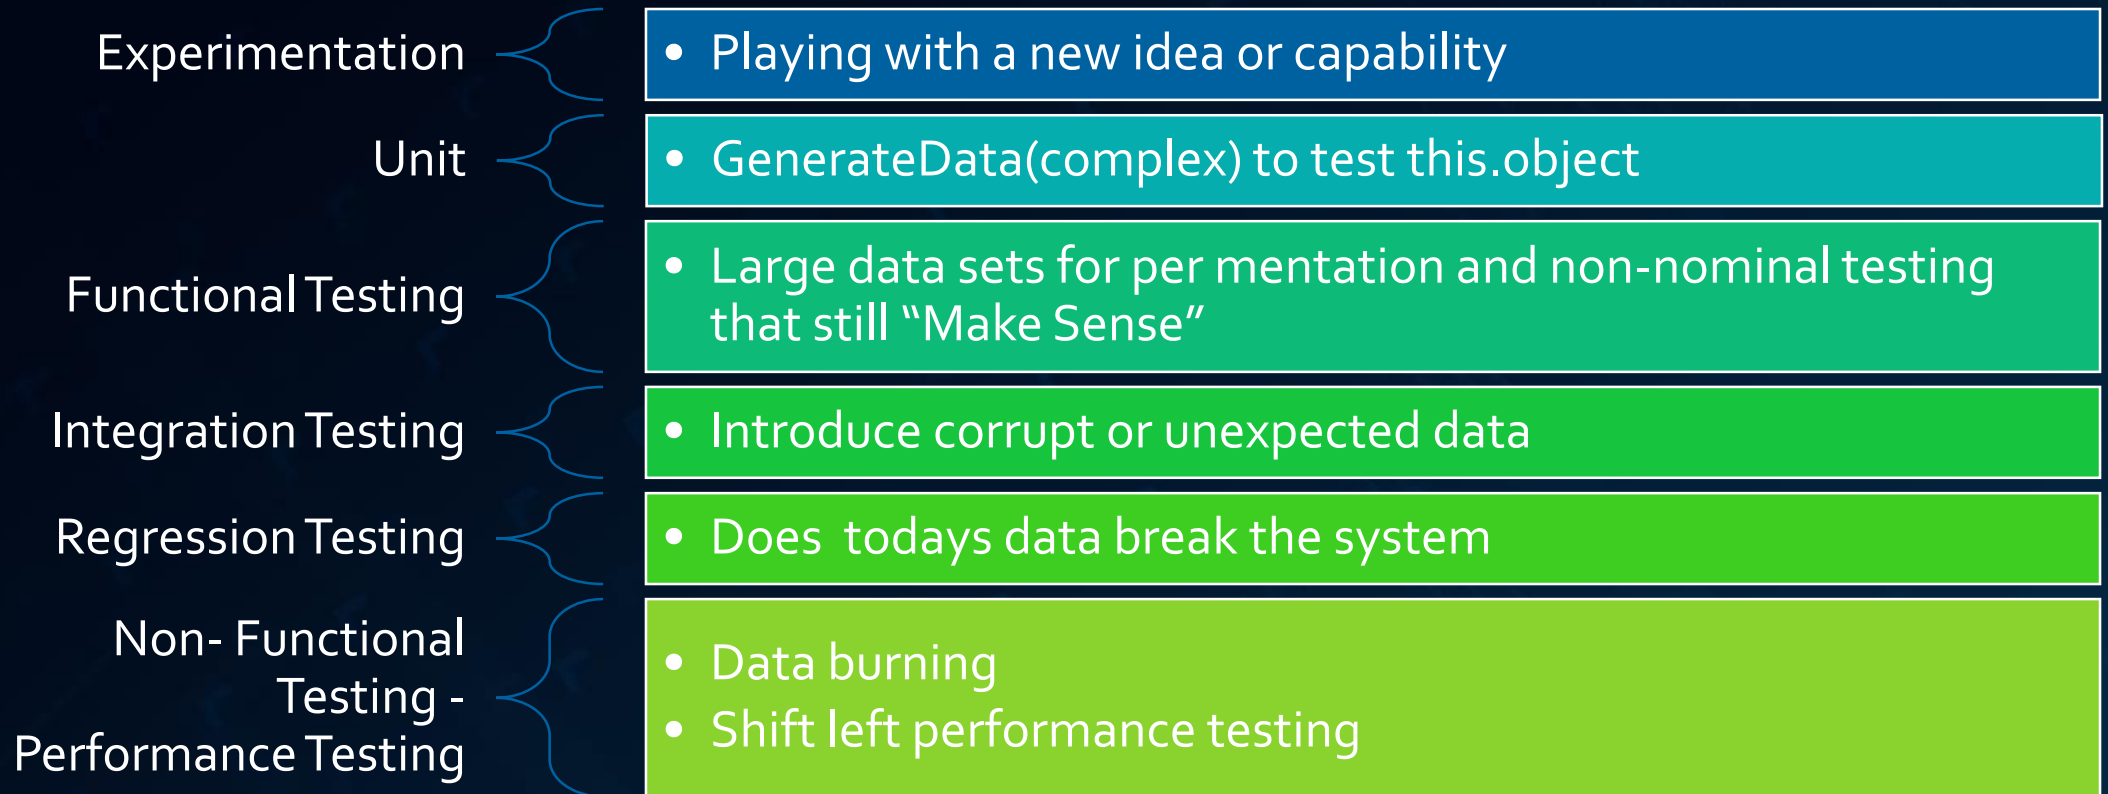 Experimentation
• Playing with a new idea or capability
Unit
• GenerateData(complex) to test this.object
Functional Testing
• Large data sets for per mentation and non-nominal testing
that still “Make Sense”
Integration Testing
• Introduce corrupt or unexpected data
Regression Testing
• Does  todays data break the system
Non- Functional
Testing -
Performance Testing
• Data burning
• Shift left performance testing